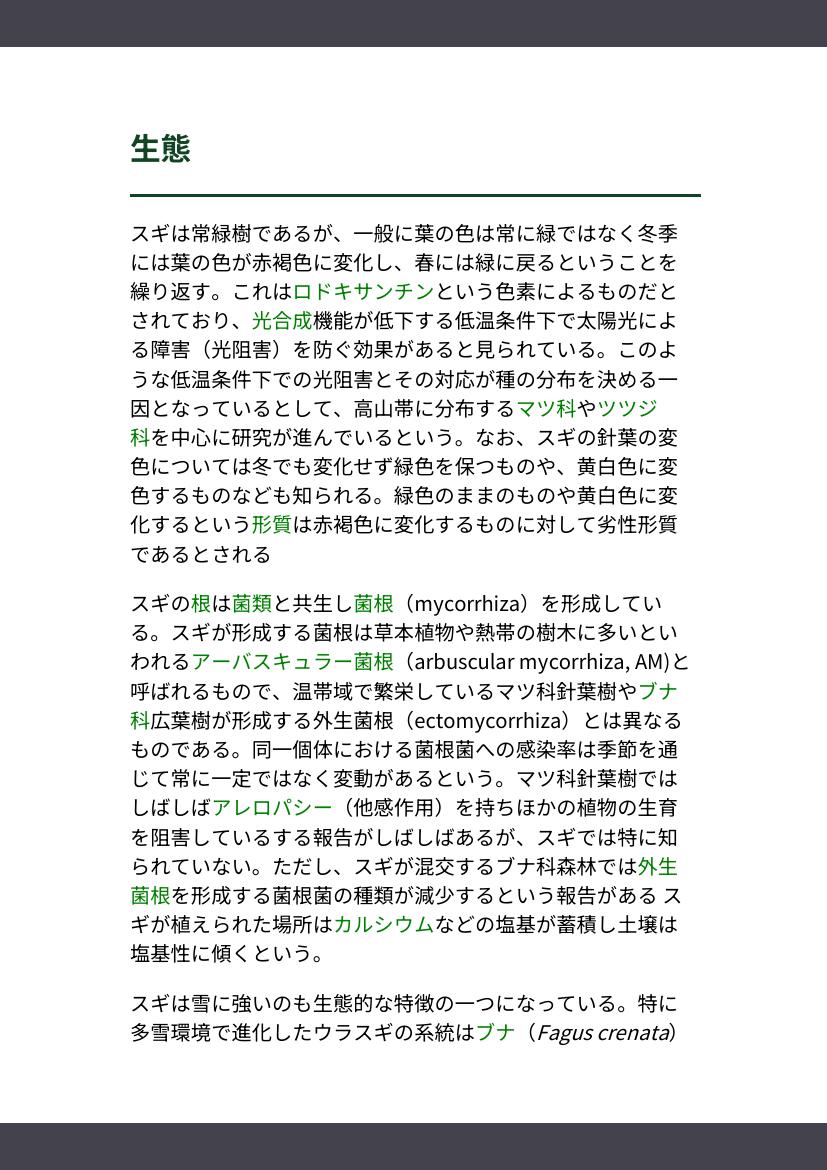 生態
スギは常緑樹であるが、一般に葉の色は常に緑ではなく冬季
には葉の色が赤褐色に変化し、春には緑に戻るということを
繰り返す。これはロドキサンチンという色素によるものだと
されており、光合成機能が低下する低温条件下で太陽光によ
る障害（光阻害）を防ぐ効果があると見られている。このよ
うな低温条件下での光阻害とその対応が種の分布を決める一
因となっているとして、高山帯に分布するマツ科やツツジ
科を中心に研究が進んでいるという。なお、スギの針葉の変
色については冬でも変化せず緑色を保つものや、黄白色に変
色するものなども知られる。緑色のままのものや黄白色に変
化するという形質は赤褐色に変化するものに対して劣性形質
であるとされる
スギの根は菌類と共生し菌根（mycorrhiza）を形成してい
る。スギが形成する菌根は草本植物や熱帯の樹木に多いとい
われるアーバスキュラー菌根（arbuscular mycorrhiza, AM)と
呼ばれるもので、温帯域で繁栄しているマツ科針葉樹やブナ
科広葉樹が形成する外生菌根（ectomycorrhiza）とは異なる
ものである。同一個体における菌根菌への感染率は季節を通
じて常に一定ではなく変動があるという。マツ科針葉樹では
しばしばアレロパシー（他感作用）を持ちほかの植物の生育
を阻害しているする報告がしばしばあるが、スギでは特に知
られていない。ただし、スギが混交するブナ科森林では外生
菌根を形成する菌根菌の種類が減少するという報告がある ス
ギが植えられた場所はカルシウムなどの塩基が蓄積し土壌は
塩基性に傾くという。
スギは雪に強いのも生態的な特徴の一つになっている。特に
多雪環境で進化したウラスギの系統はブナ（Fagus crenata）